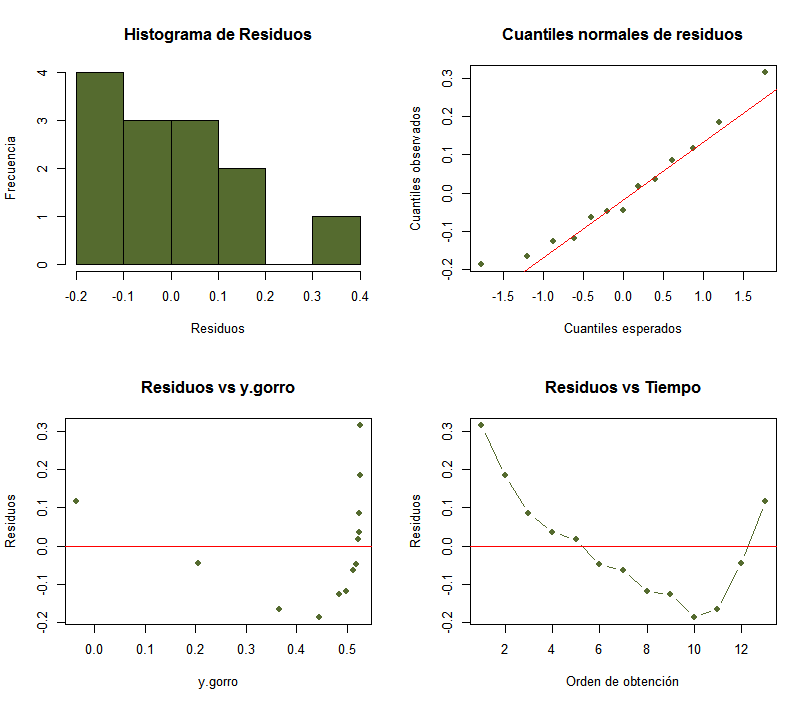 Histograma de Residuos
Frecuencia
4
3
2
1
0
-0.2 -0.1 0.0 0.1 0.2 0.3 0.4
Residuos
Cuantiles normales de residuos
Cuantiles observados
0.3
0.2
0.1
0.0
-0.1
-0.2
-1.5 -1.0 -0.5 0.0 0.5 1.0 1.5
Cuantiles esperados
Residuos vs y.gorro
Residuos
0.3
0.2
0.1
0.0
-0.1
-0.2
0.0 0.1 0.2 0.3 0.4 0.5
y.gorro
Residuos vs Tiempo
Residuos
0.3
0.2
0.1
0.0
-0.1
-0.2
2 4 6 8 10 12
Orden de obtención